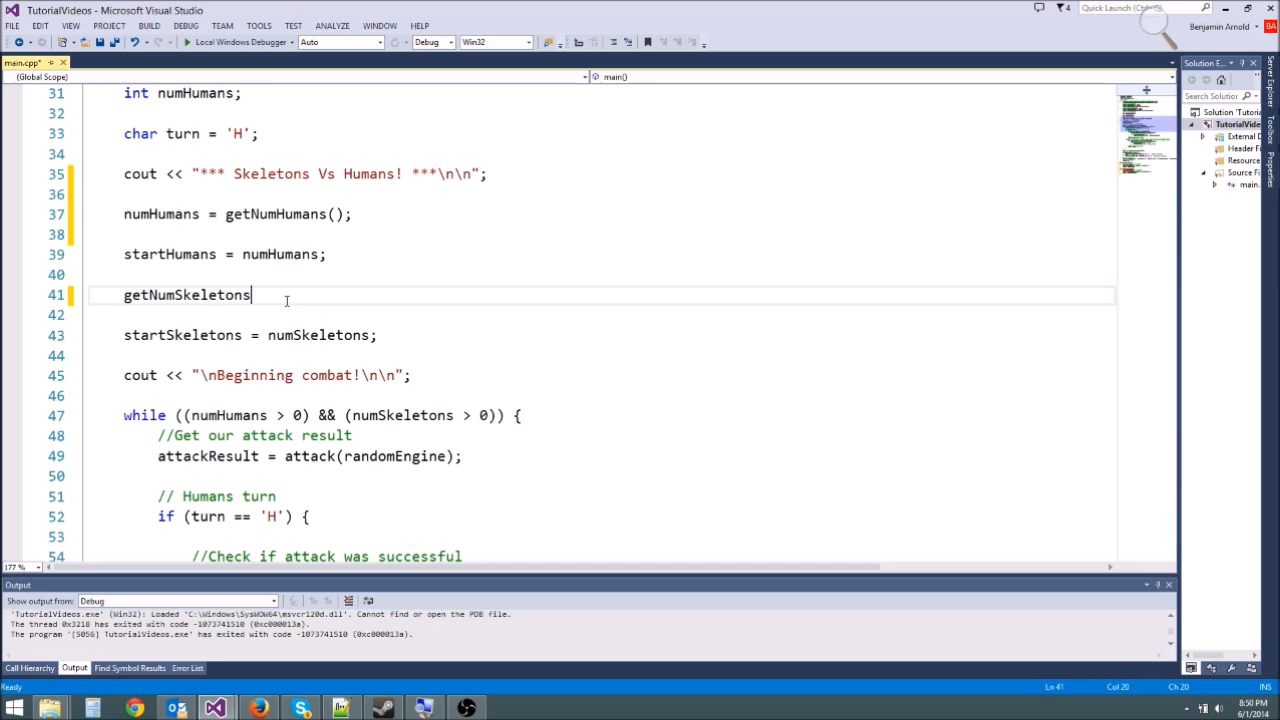 TutorialVideos - Microsoft Visual Studio
4
Quick Launch (Ctrl+Q)
FILE EDIT VIEW PROJECT BUILD DEBUG TEAM TOOLS TEST ANALYZE WINDOW HELP
Benjamin Arnold BA
Local Windows Debugger Auto Debug Win32
main.cpp*
(Global Scope) main()
31 int numHumans;
32
33 char turn = 'H';
34
35 cout << "*** Skeletons Vs Humans! ***\n\n";
36
37 numHumans = getNumHumans();
38
39 startHumans = numHumans;
40
41 getNumSkeletons
42
43 startSkeletons = numSkeletons;
44
45 cout << "\nBeginning combat!\n\n";
46
47 while ((numHumans > 0) && (numSkeletons > 0)) {
48 //Get our attack result
49 attackResult = attack(randomEngine);
50
51 // Humans turn
52 if (turn == 'H') {
53
54 //Check if attack was successful
177 %
Solution E...
Search Solution
Solution 'Tutoria
TutorialVide
External D
Header Fi
Resource
Source Fi
main.
Server Explorer
Toolbox
Properties
Output
Show output from: Debug
'TutorialVideos.exe' (Win32): Loaded 'C:\Windows\SysWOW64\msvcr120d.dll'. Cannot find or open the PDB file.
The thread 0x3218 has exited with code -1073741510 (0xc000013a).
The program '[5056] TutorialVideos.exe' has exited with code -1073741510 (0xc000013a).
Call Hierarchy Output Find Symbol Results Error List
Ready Ln 41 Col 20 Ch 20 INS
8:50 PM
6/1/2014